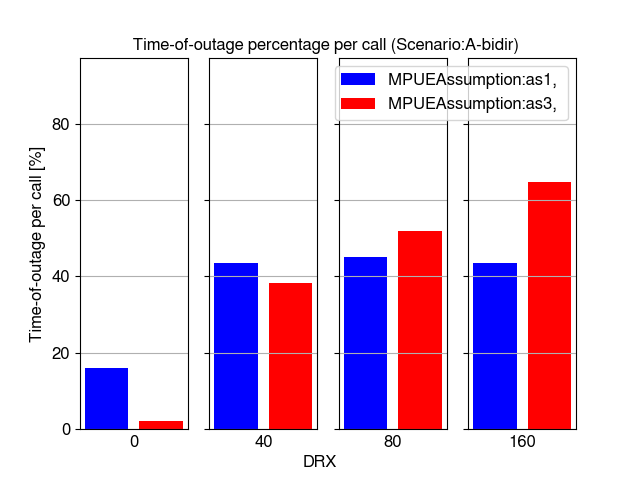 Time-of-outage percentage per call (Scenario:A-bidir)
MPUEAssumption:as1,
MPUEAssumption:as3,
Time-of-outage per call [%]
80
60
40
20
0
0
40
80
160
DRX